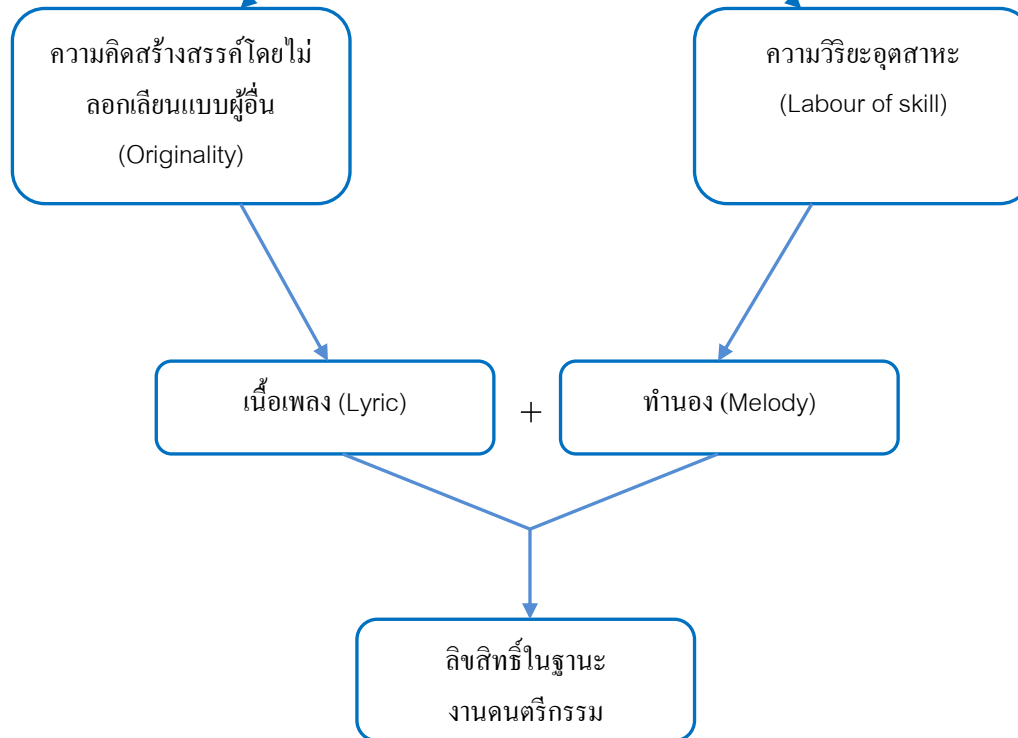 ความคิดสร้างสรรค์โดยไม่
ลอกเลียนแบบผู้อื่น
(Originality)
ความวิริยะอุตสาหะ
(Labour of skill)
เนื้อเพลง (Lyric)
+
ทำนอง (Melody)
ลิขสิทธิ์ในฐานะ
งานดนตรีกรรม